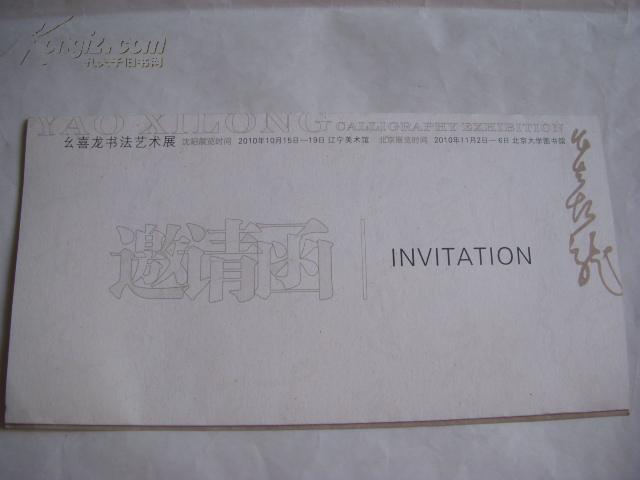 Kongfz.com
孔夫子旧书网
YAO XILONG CALLIGRAPHY EXHIBITION
幺喜龙书法艺术展 沈阳展览时间 2010年10月15日—19日 辽宁美术馆 北京展览时间 2010年11月2日—6日 北京大学图书馆
邀请函 INVITATION